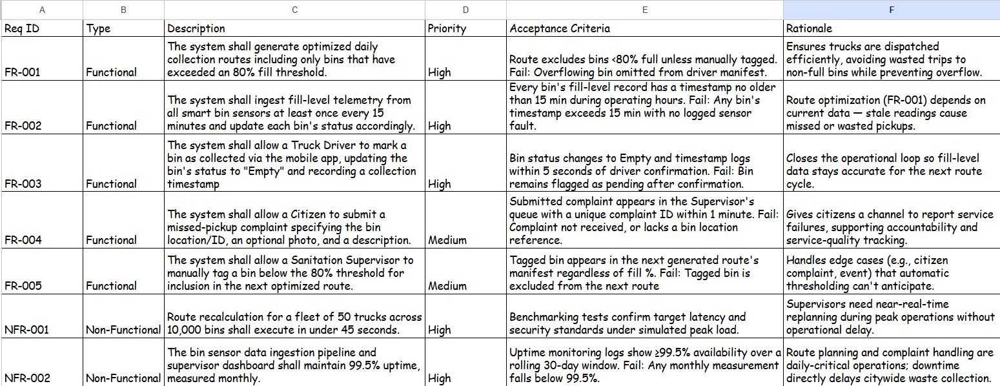 A B C D E F
Req ID Type Description Priority Acceptance Criteria Rationale
FR-001 Functional
The system shall generate optimized daily
collection routes including only bins that have
exceeded an 80% fill threshold.
High
Route excludes bins <80% full unless manually tagged.
Fail: Overflowing bin omitted from driver manifest.
Ensures trucks are dispatched
efficiently, avoiding wasted trips to
non-full bins while preventing overflow.
FR-002 Functional
The system shall ingest fill-level telemetry from
all smart bin sensors at least once every 15
minutes and update each bin's status accordingly.
High
Every bin's fill-level record has a timestamp no older
than 15 min during operating hours. Fail: Any bin's
timestamp exceeds 15 min with no logged sensor
fault.
Route optimization (FR-001) depends on
current data — stale readings cause
missed or wasted pickups.
FR-003 Functional
The system shall allow a Truck Driver to mark a
bin as collected via the mobile app, updating the
bin's status to "Empty" and recording a collection
timestamp
High
Bin status changes to Empty and timestamp logs
within 5 seconds of driver confirmation. Fail: Bin
remains flagged as pending after confirmation.
Closes the operational loop so fill-level
data stays accurate for the next route
cycle.
FR-004 Functional
The system shall allow a Citizen to submit a
missed-pickup complaint specifying the bin
location/ID, an optional photo, and a description.
Medium
Submitted complaint appears in the Supervisor's
queue with a unique complaint ID within 1 minute. Fail:
Complaint not received, or lacks a bin location
reference.
Gives citizens a channel to report service
failures, supporting accountability and
service-quality tracking.
FR-005 Functional
The system shall allow a Sanitation Supervisor to
manually tag a bin below the 80% threshold for
inclusion in the next optimized route.
Medium
Tagged bin appears in the next generated route's
manifest regardless of fill %. Fail: Tagged bin is
excluded from the next route
Handles edge cases (e.g., citizen
complaint, event) that automatic
thresholding can't anticipate.
NFR-001 Non-Functional
Route recalculation for a fleet of 50 trucks across
10,000 bins shall execute in under 45 seconds.
High
Benchmarking tests confirm target latency and
security standards under simulated peak load.
Supervisors need near-real-time
replanning during peak operations without
operational delay.
NFR-002 Non-Functional
The bin sensor data ingestion pipeline and
supervisor dashboard shall maintain 99.5% uptime,
measured monthly.
High
Uptime monitoring logs show ≥99.5% availability over a
rolling 30-day window. Fail: Any monthly measurement
falls below 99.5%.
Route planning and complaint handling are
daily-critical operations; downtime
directly delays citywide waste collection.